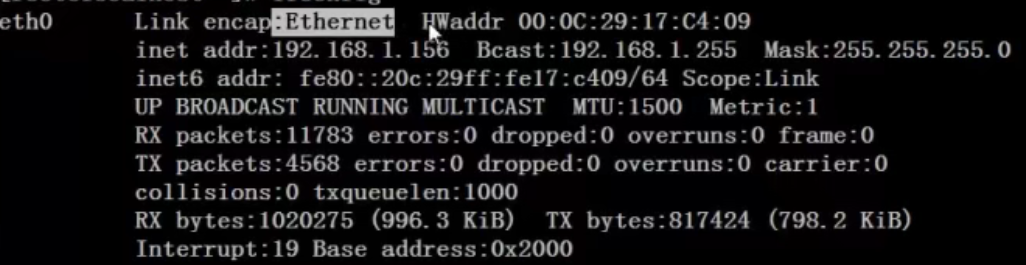 eth0 Link encap:Ethernet HWaddr 00:0C:29:17:C4:09
inet addr:192.168.1.156 Bcast:192.168.1.255 Mask:255.255.255.0
inet6 addr: fe80::20c:29ff:fe17:c409/64 Scope:Link
UP BROADCAST RUNNING MULTICAST MTU:1500 Metric:1
RX packets:11783 errors:0 dropped:0 overruns:0 frame:0
TX packets:4568 errors:0 dropped:0 overruns:0 carrier:0
collisions:0 txqueuelen:1000
RX bytes:1020275 (996.3 KiB) TX bytes:817424 (798.2 KiB)
Interrupt:19 Base address:0x2000